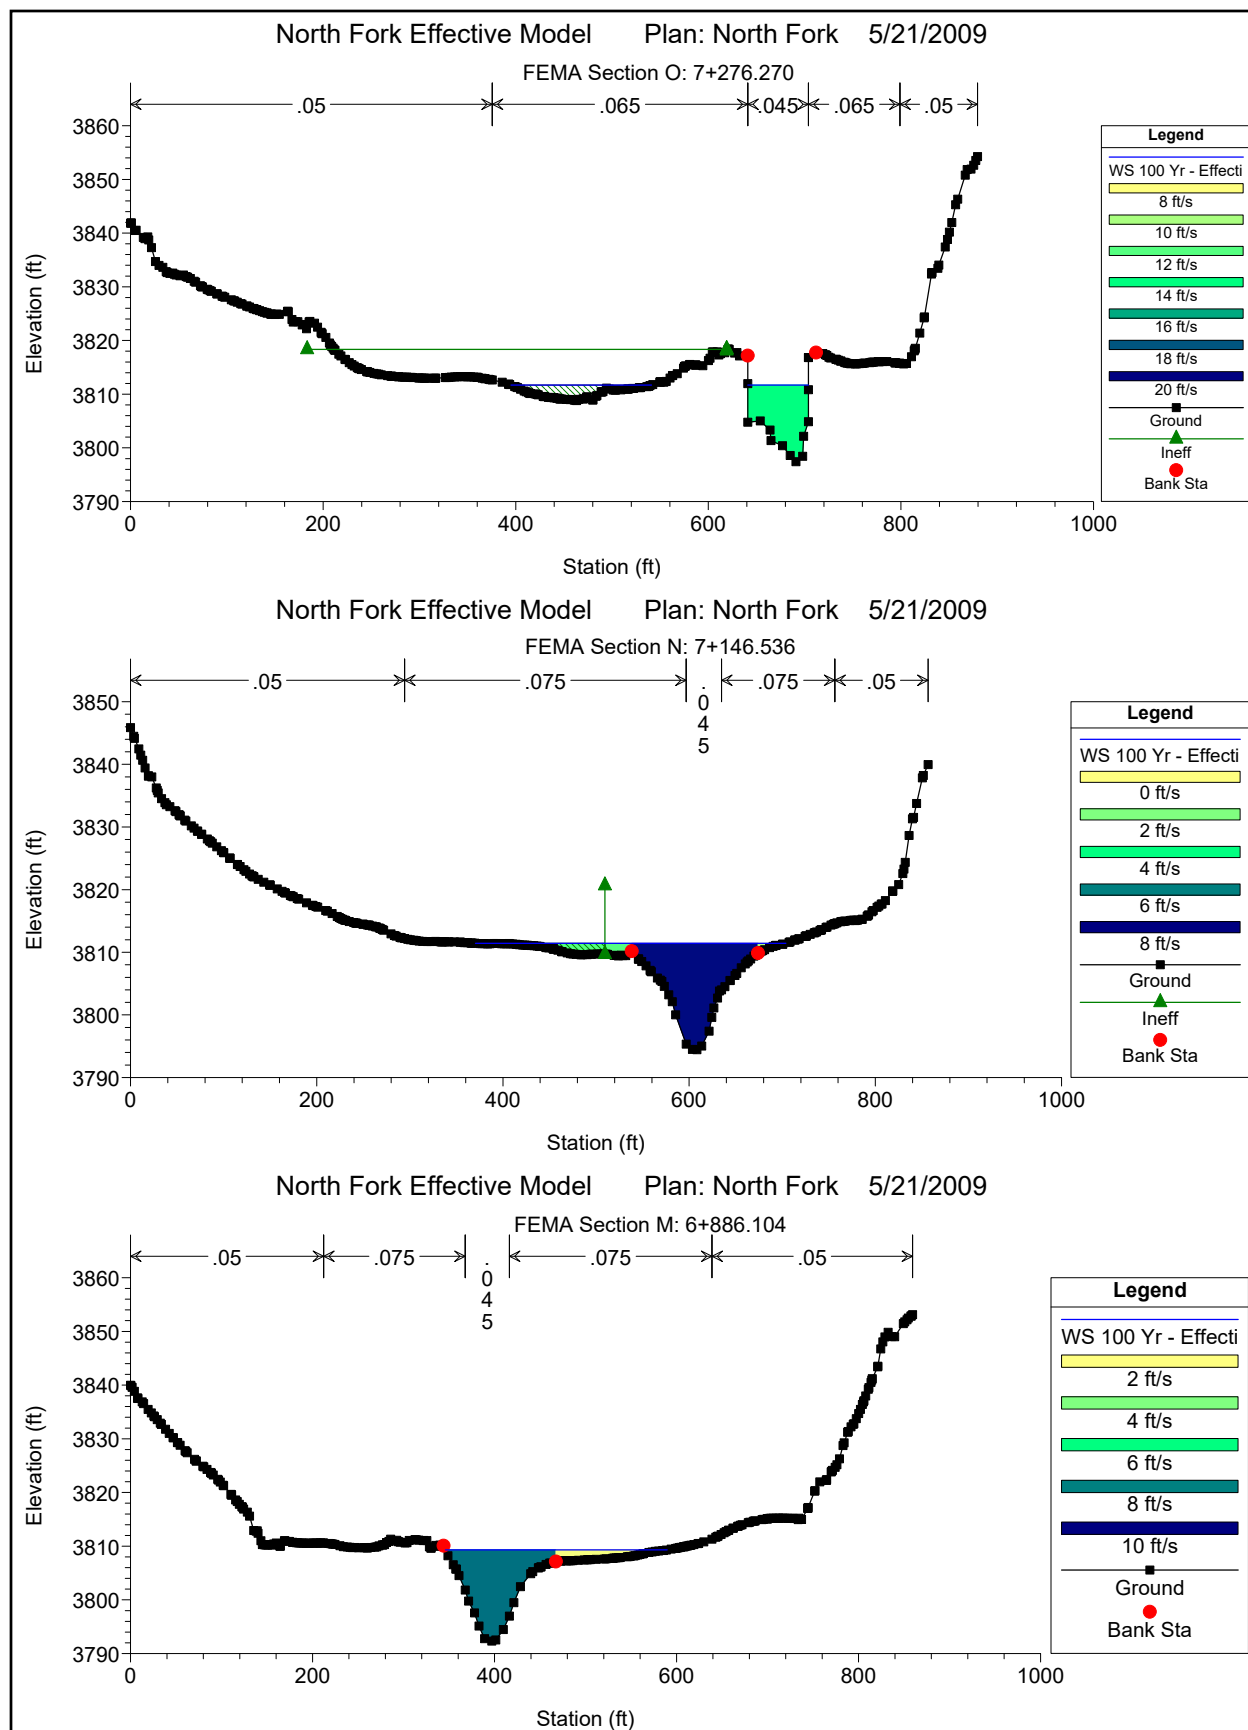 North Fork Effective Model Plan: North Fork 5/21/2009
FEMA Section O: 7+276.270
.05 .065 .045 .065 .05
3860
3850
3840
3830
3820
3810
3800
3790
Elevation (ft)
0 200 400 600 800 1000
Station (ft)
Legend
WS 100 Yr - Effecti
8 ft/s
10 ft/s
12 ft/s
14 ft/s
16 ft/s
18 ft/s
20 ft/s
Ground
Ineff
Bank Sta
North Fork Effective Model Plan: North Fork 5/21/2009
FEMA Section N: 7+146.536
.05 .075 .045 .075 .05
3850
3840
3830
3820
3810
3800
3790
Elevation (ft)
0 200 400 600 800 1000
Station (ft)
Legend
WS 100 Yr - Effecti
0 ft/s
2 ft/s
4 ft/s
6 ft/s
8 ft/s
Ground
Ineff
Bank Sta
North Fork Effective Model Plan: North Fork 5/21/2009
FEMA Section M: 6+886.104
.05 .075 .045 .075 .05
3860
3850
3840
3830
3820
3810
3800
3790
Elevation (ft)
0 200 400 600 800 1000
Station (ft)
Legend
WS 100 Yr - Effecti
2 ft/s
4 ft/s
6 ft/s
8 ft/s
10 ft/s
Ground
Bank Sta